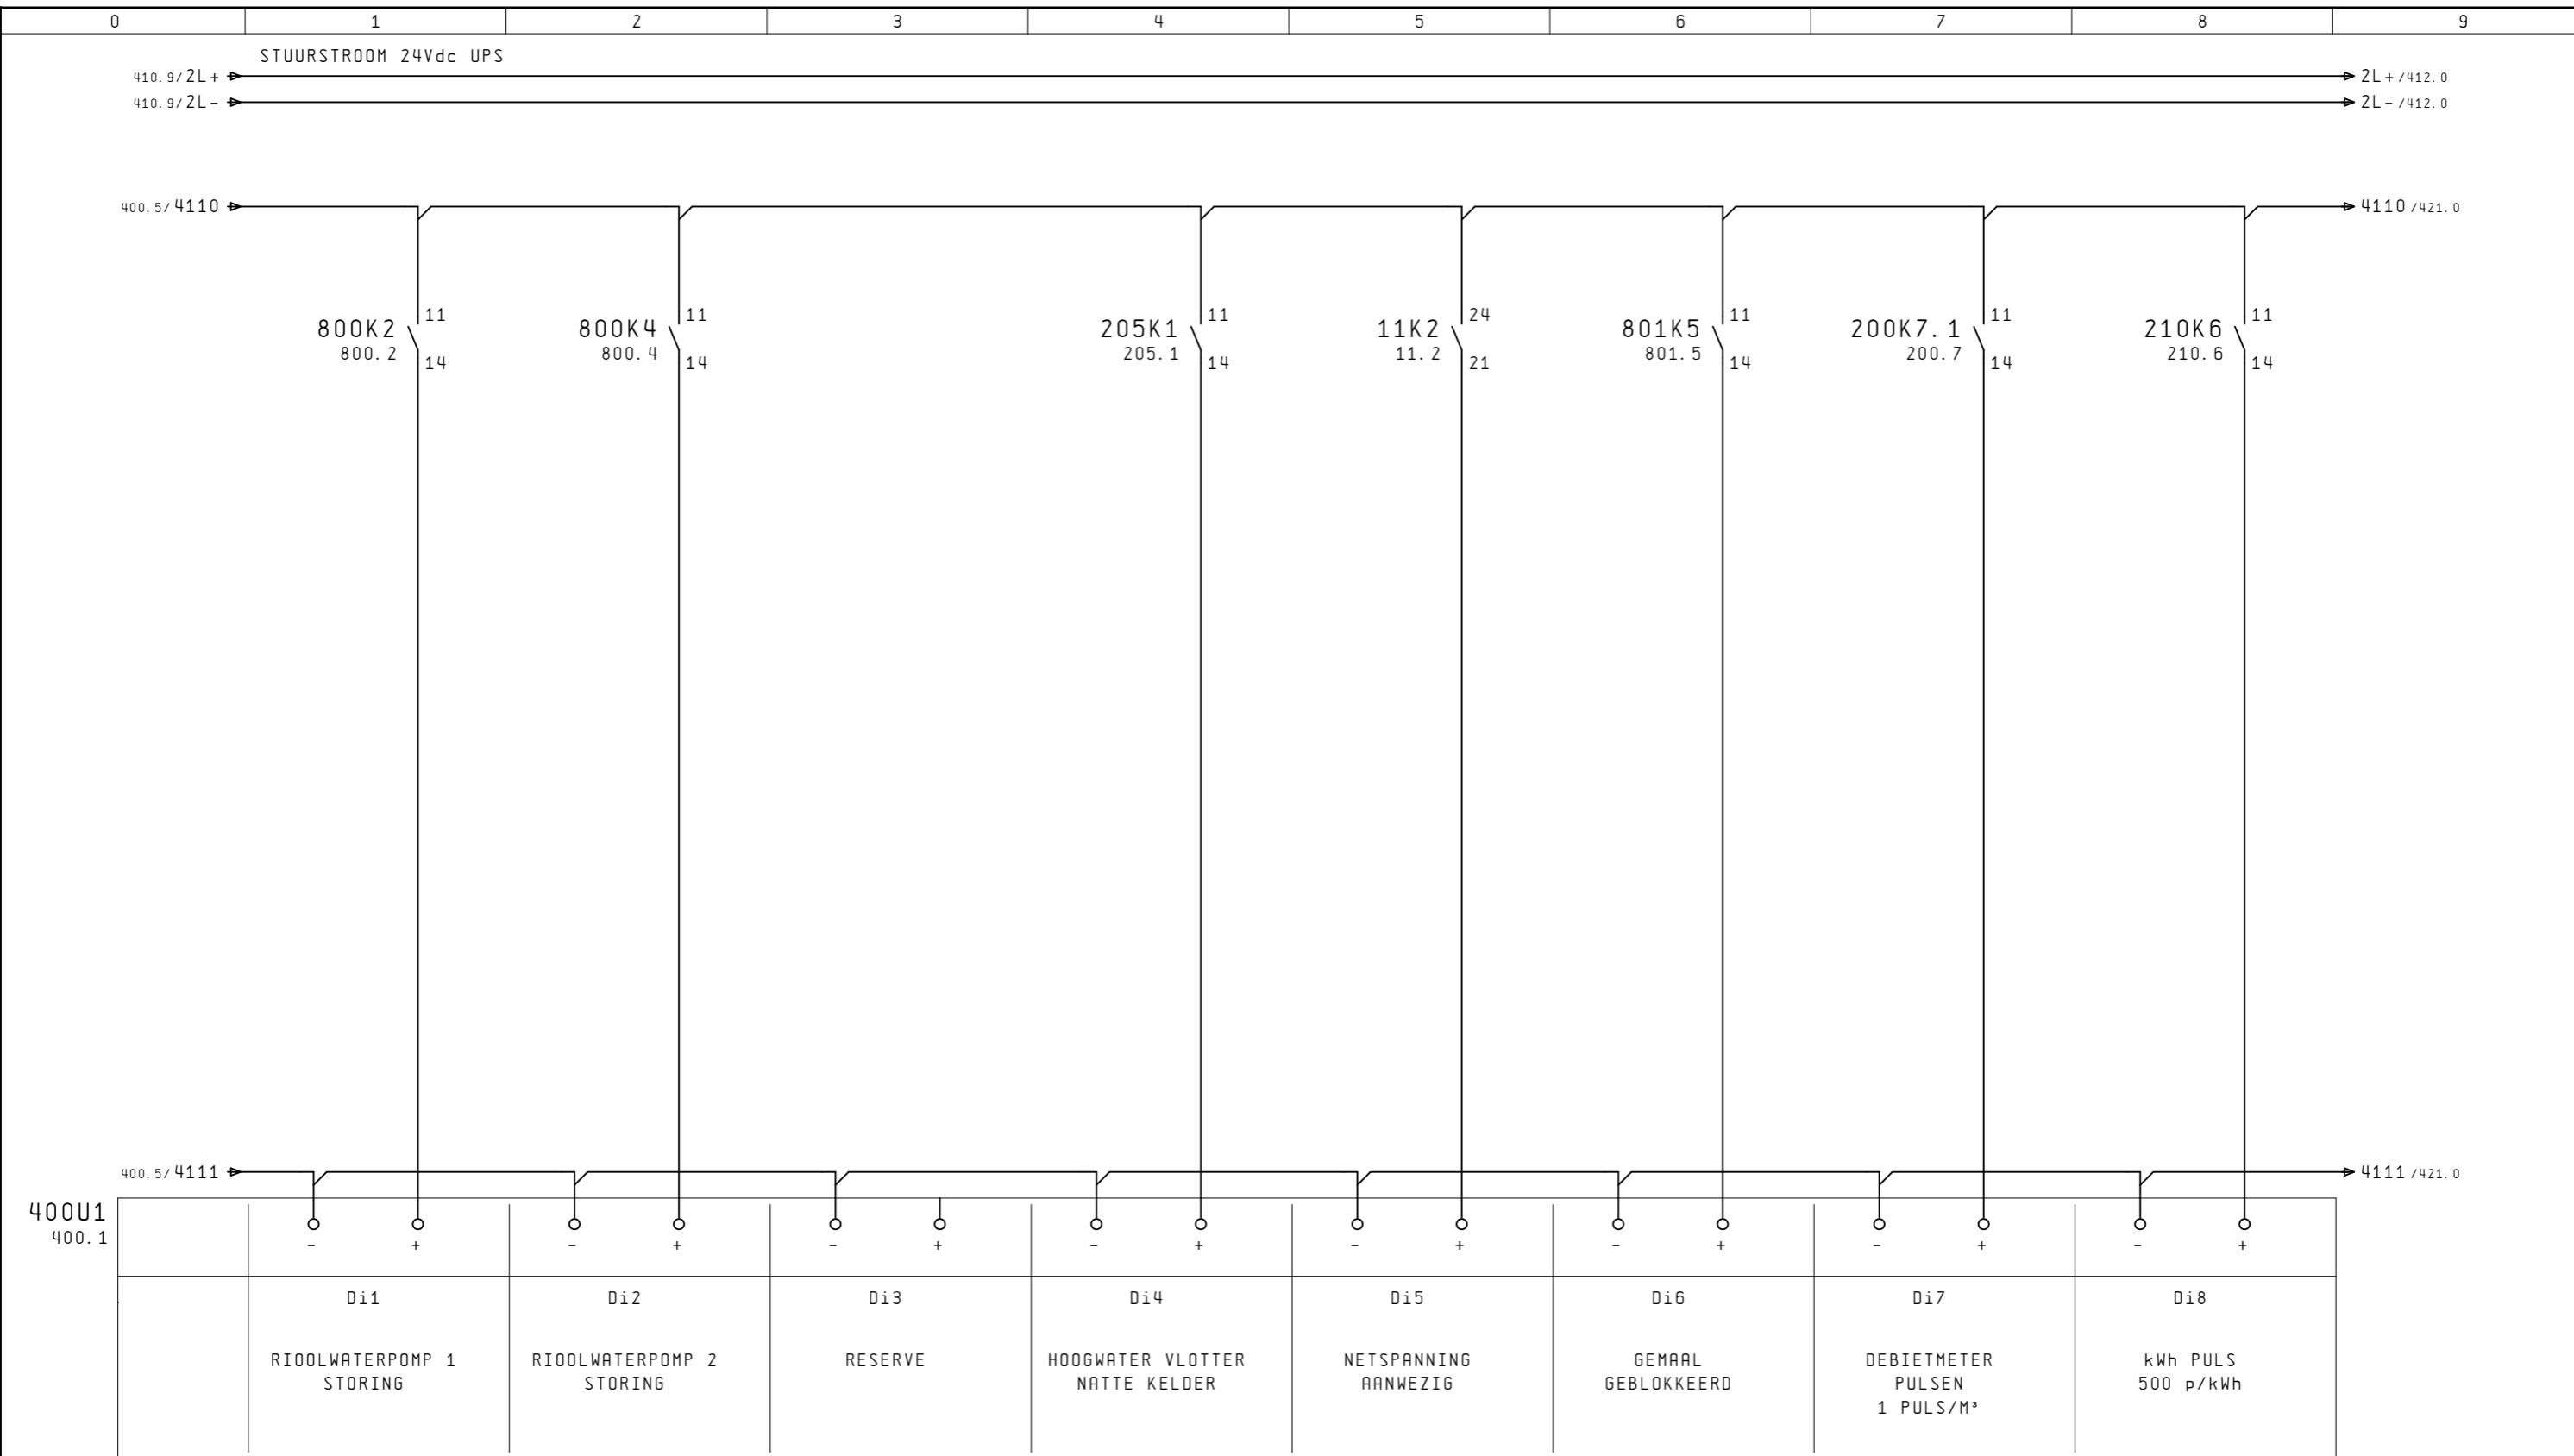 0 1 2 3 4 5 6 7 8 9
STUURSTROOM 24Vdc UPS
410.9/2L+ 2L+/412.0
410.9/2L- 2L-/412.0
400.5/4110 4110/421.0
11 11 11 24 11 11 11
800K2 800K4 205K1 11K2 801K5 200K7.1 210K6
800.2 800.4 205.1 11.2 801.5 200.7 210.6
14 14 14 21 14 14 14
400.5/4111 4111/421.0
400U1
400.1
- + - + - + - + - + - + - + - +
Di1 Di2 Di3 Di4 Di5 Di6 Di7 Di8
RIOOLWATERPOMP 1
STORING
RIOOLWATERPOMP 2
STORING
RESERVE
HOOGWATER VLOTTER
NATTE KELDER
NETSPANNING
AANWEZIG
GEMAAL
GEBLOKKEERD
DEBIETMETER
PULSEN
1 PULS/M³
kWh PULS
500 p/kWh